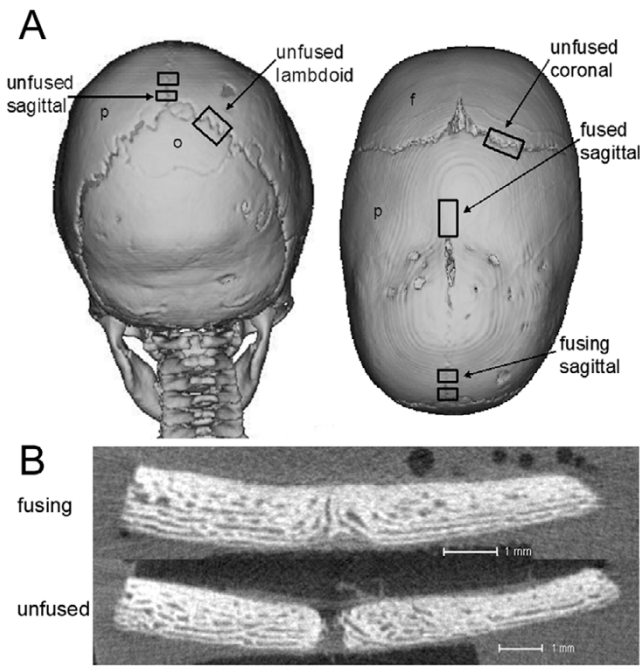 A
unfused
sagittal
unfused
lambdoid
p
o
unfused
coronal
fused
sagittal
f
p
fusing
sagittal
B
fusing
1 mm
unfused
1 mm